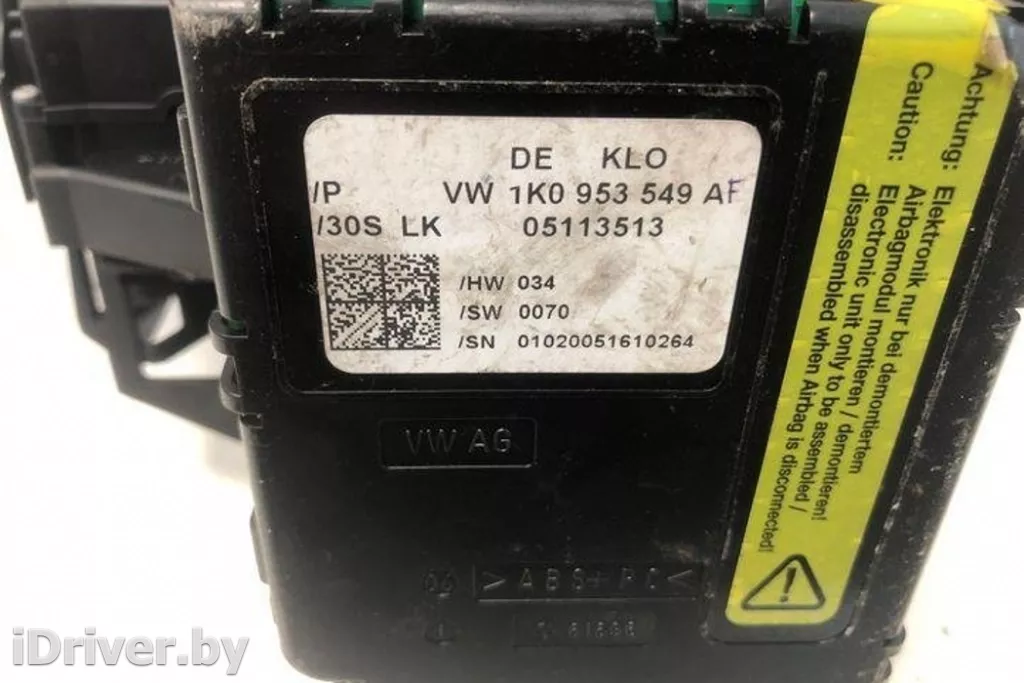 DE KLO
/P VW 1K0 953 549 AF
/30S LK 05113513
/HW 034
/SW 0070
/SN 01020051610264
VW AG
>ABS+PC<
Achtung: Elektronik nur bei demontiertem
Airbagmodul montieren / demontieren!
Caution: Electronic unit only to be assembled /
disassembled when Airbag is disconnected!
iDriver.by